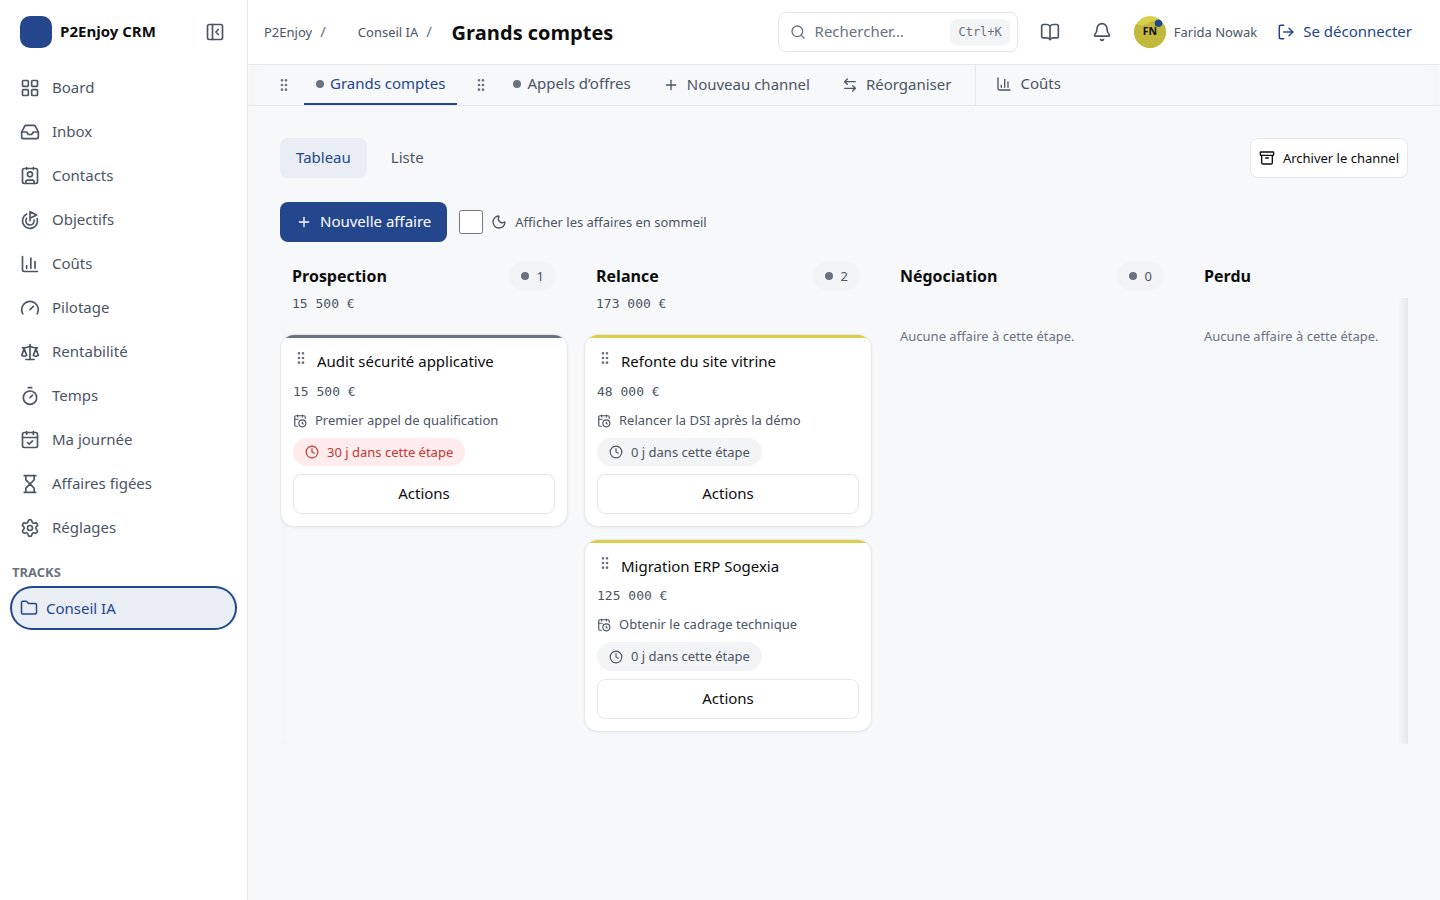 P2Enjoy CRM
Board
Inbox
Contacts
Objectifs
Coûts
Pilotage
Rentabilité
Temps
Ma journée
Affaires figées
Réglages
TRACKS
Conseil IA
P2Enjoy / Conseil IA / Grands comptes
Rechercher... Ctrl+K
FN Farida Nowak
Se déconnecter
Grands comptes
Appels d'offres
Nouveau channel
Réorganiser
Coûts
Tableau
Liste
Archiver le channel
Nouvelle affaire
Afficher les affaires en sommeil
Prospection 1
15 500 €
Audit sécurité applicative
15 500 €
Premier appel de qualification
30 j dans cette étape
Actions
Relance 2
173 000 €
Refonte du site vitrine
48 000 €
Relancer la DSI après la démo
0 j dans cette étape
Actions
Migration ERP Sogexia
125 000 €
Obtenir le cadrage technique
0 j dans cette étape
Actions
Négociation 0
Aucune affaire à cette étape.
Perdu
Aucune affaire à cette étape.